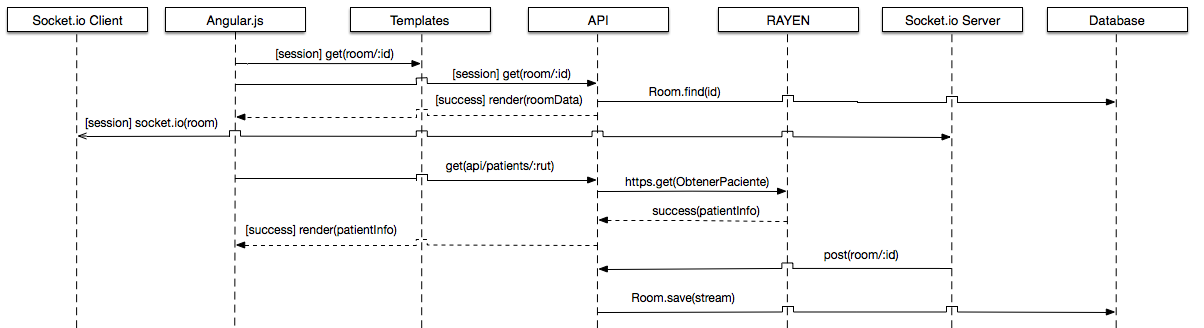 Socket.io Client
Angular.js
Templates
API
RAYEN
Socket.io Server
Database
[session] get(room/:id)
[session] get(room/:id)
Room.find(id)
[success] render(roomData)
[session] socket.io(room)
get(api/patients/:rut)
https.get(ObtenerPaciente)
success(patientInfo)
[success] render(patientInfo)
post(room/:id)
Room.save(stream)